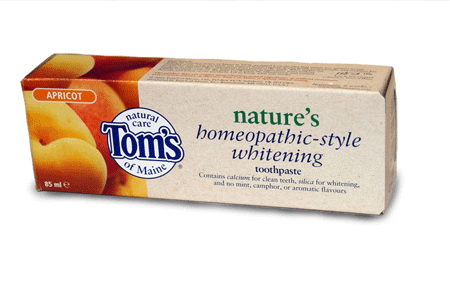 APRICOT
natural
care
Tom's
of Maine
®
85 ml e
nature's
homeopathic-style
whitening
toothpaste
Contains calcium for clean teeth, silica for whitening,
and no mint, camphor, or aromatic flavours